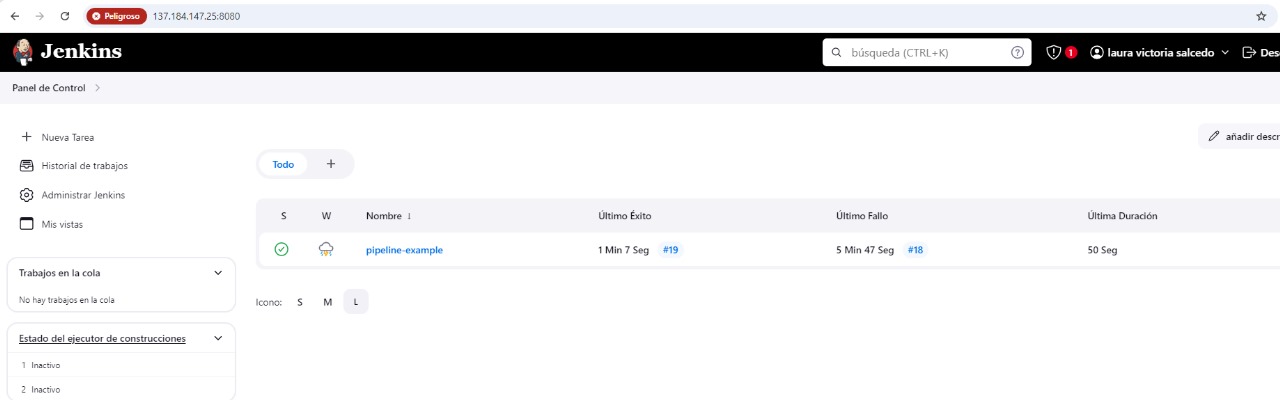 Peligroso 137.184.147.25:8080
Jenkins búsqueda (CTRL+K) 1 laura victoria salcedo Des
Panel de Control
Nueva Tarea
Historial de trabajos
Administrar Jenkins
Mis vistas
Trabajos en la cola
No hay trabajos en la cola
Estado del ejecutor de construcciones
1 Inactivo
2 Inactivo
añadir descr
Todo +
S W Nombre ↓ Último Éxito Último Fallo Última Duración
pipeline-example 1 Min 7 Seg #19 5 Min 47 Seg #18 50 Seg
Icono: S M L